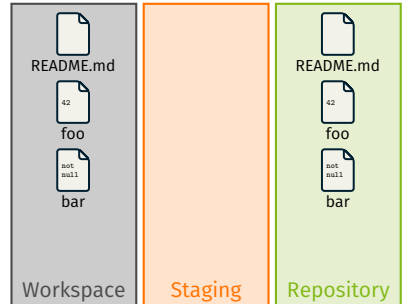 README.md
42
foo
not
null
bar
Workspace
Staging
README.md
42
foo
not
null
bar
Repository